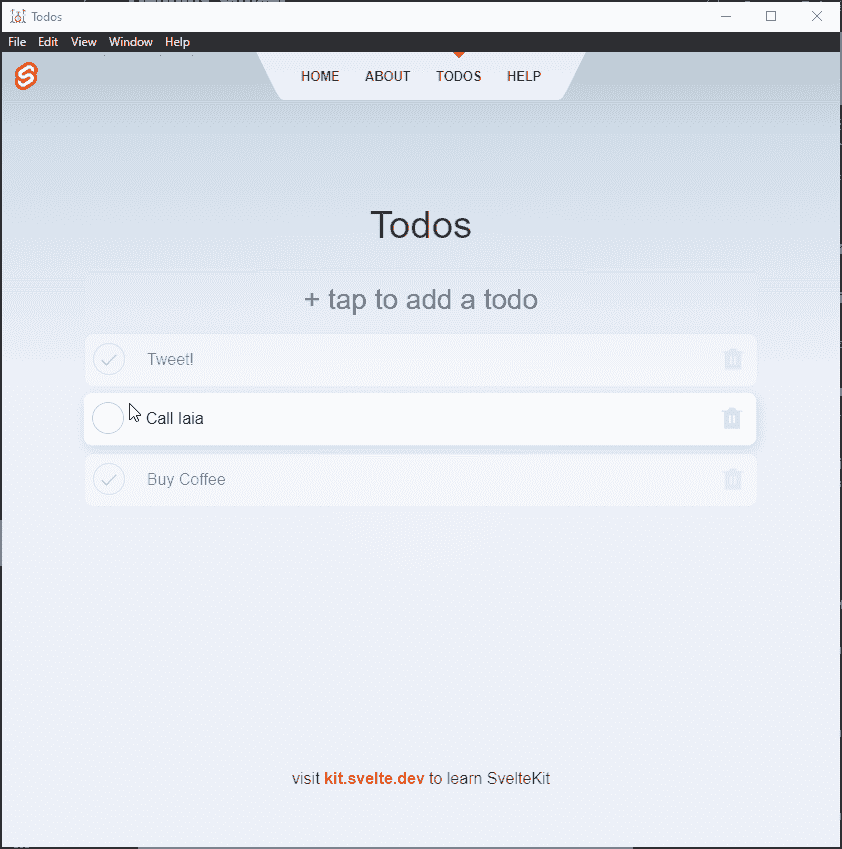 Todos
File Edit View Window Help
HOME ABOUT TODOS HELP
Todos
+ tap to add a todo
Tweet!
Call Iaia
Buy Coffee
visit kit.svelte.dev to learn SvelteKit